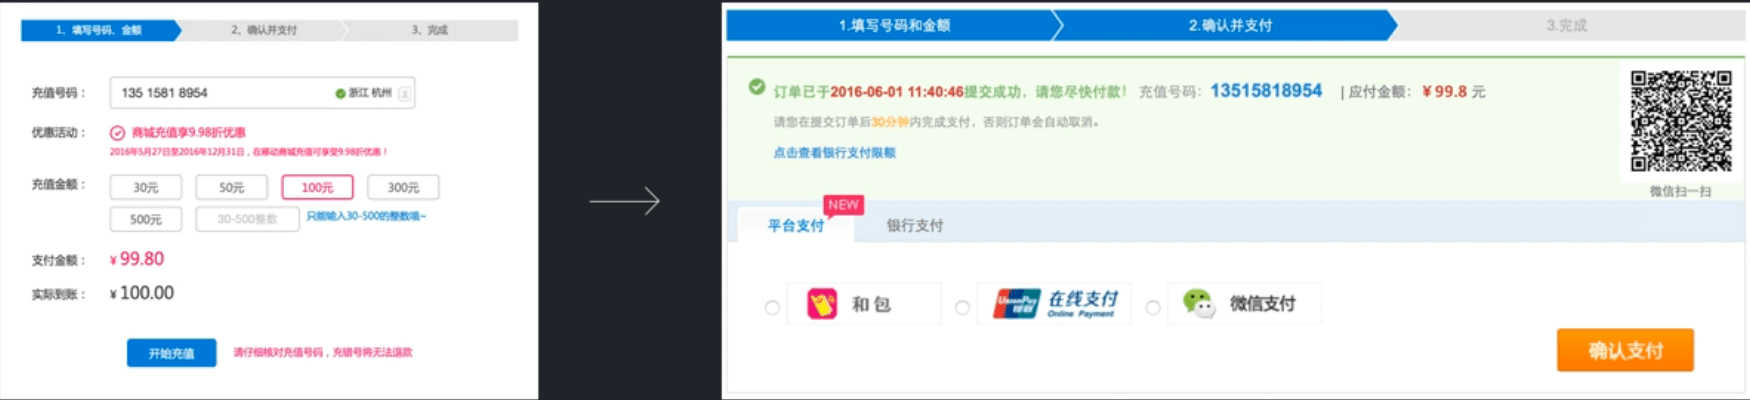 1、填写号码、金额
2、确认并支付
3、完成
充值号码：
135 1581 8954
浙江 杭州
优惠活动：
商城充值享9.98折优惠
2016年5月27日至2016年12月31日，在移动商城充值可享受9.98折优惠！
充值金额：
30元
50元
100元
300元
500元
30-500整数
只能输入30-500的整数哦~
支付金额：
¥ 99.80
实际到账：
¥ 100.00
开始充值
请仔细核对充值号码，充错号将无法退款
1.填写号码和金额
2.确认并支付
3.完成
订单已于2016-06-01 11:40:46提交成功，请您尽快付款！ 充值号码：13515818954 | 应付金额：¥ 99.8 元
请您在提交订单后30分钟内完成支付，否则订单会自动取消。
点击查看银行支付限额
微信扫一扫
NEW
平台支付
银行支付
和包
UnionPay
银联
在线支付
Online Payment
微信支付
确认支付